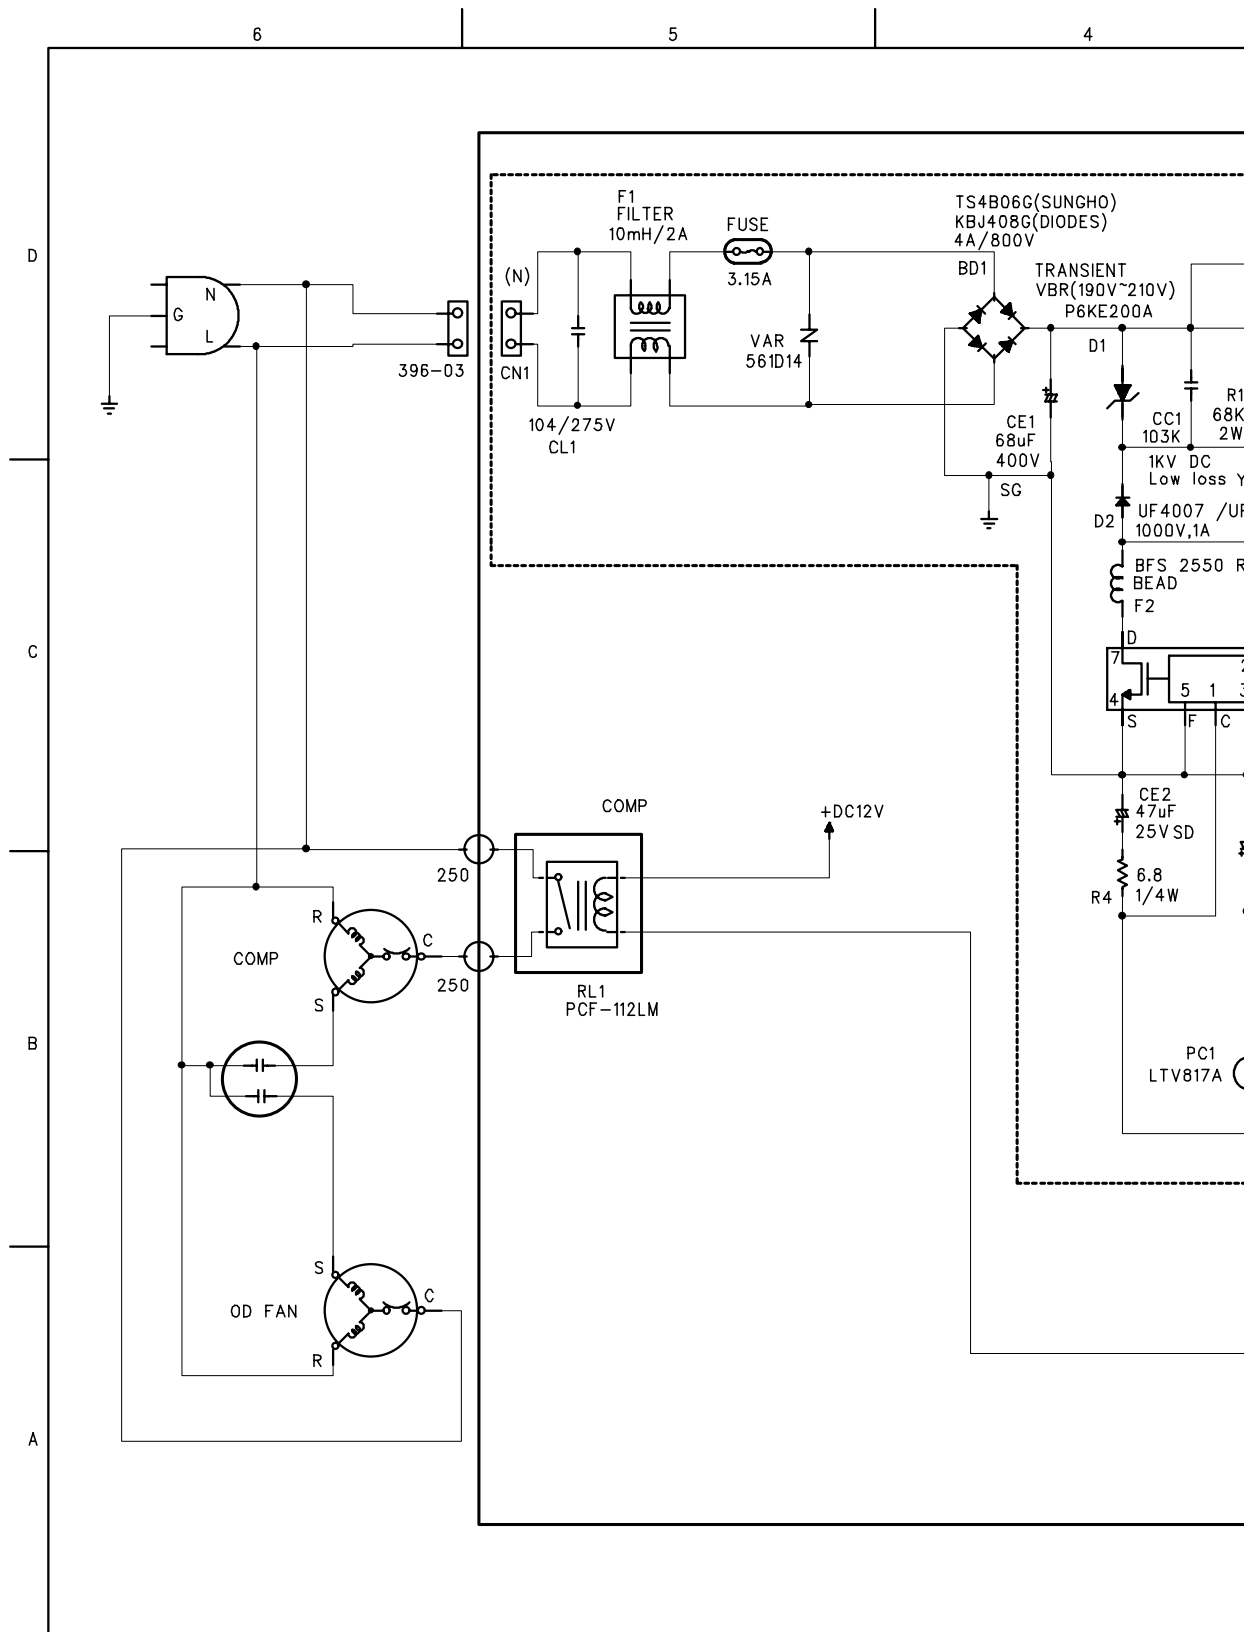 6
5
4
D
C
B
A
N
G
L
396-03
(N)
CN1
F1
FILTER
10mH/2A
104/275V
CL1
FUSE
3.15A
VAR
561D14
TS4B06G(SUNGHO)
KBJ408G(DIODES)
4A/800V
BD1
TRANSIENT
VBR(190V~210V)
P6KE200A
D1
CE1
68uF
400V
SG
CC1
103K
R1
68K
2W
1KV DC
Low loss Y
D2
UF4007 /UF
1000V,1A
BFS 2550 R
BEAD
F2
D
7
4
S
5
1
2
3
F
C
CE2
47uF
25V SD
R4
6.8
1/4W
COMP
+DC12V
250
250
RL1
PCF-112LM
R
C
COMP
S
PC1
LTV817A
S
C
OD FAN
R